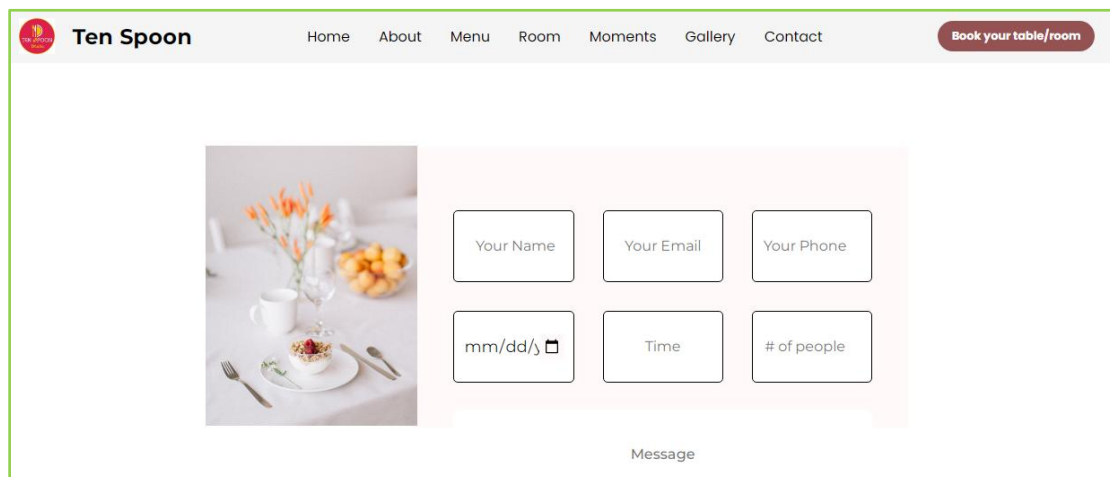 Ten Spoon
Home About Menu Room Moments Gallery Contact
Book your table/room
Your Name Your Email Your Phone
mm/dd/y Time # of people
Message